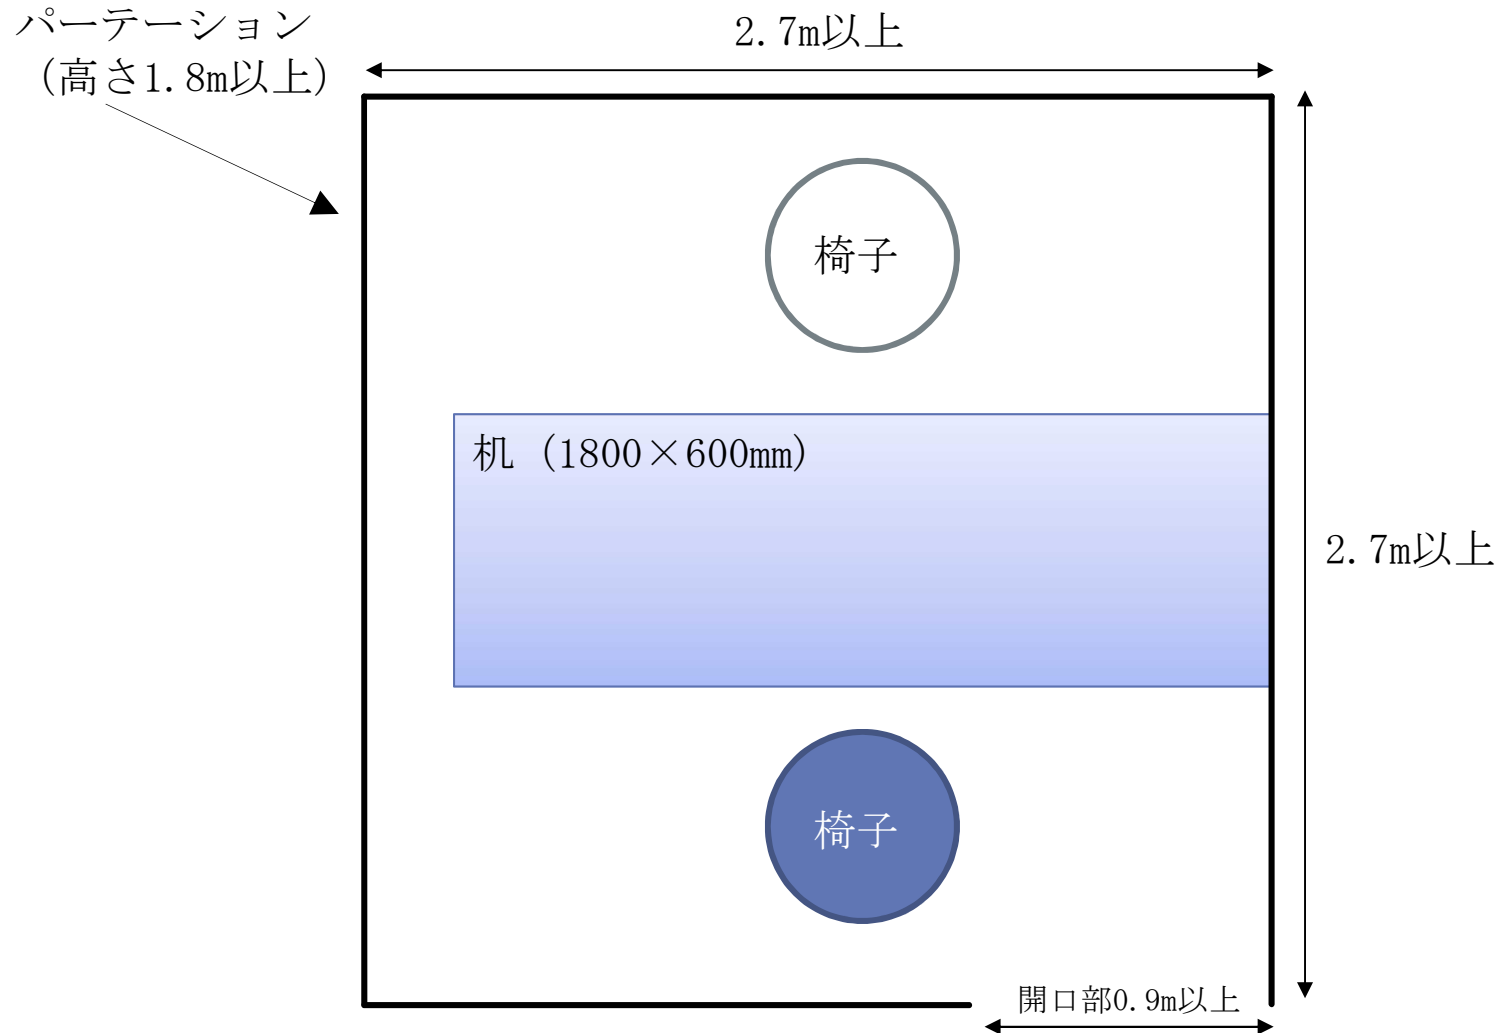 パーテーション
（高さ1.8m以上）
2.7m以上
椅子
机（1800×600mm）
2.7m以上
椅子
開口部0.9m以上